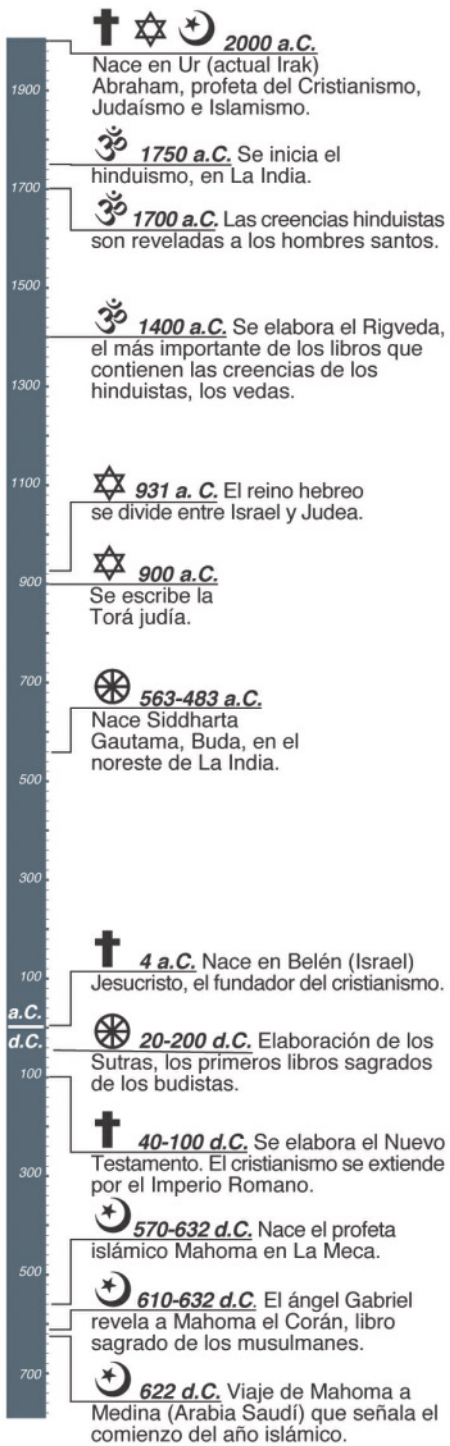 2000 a.C.
Nace en Ur (actual Irak)
Abraham, profeta del Cristianismo,
Judaísmo e Islamismo.
1900
1750 a.C. Se inicia el
hinduismo, en La India.
1700
1700 a.C. Las creencias hinduistas
son reveladas a los hombres santos.
1500
1400 a.C. Se elabora el Rigveda,
el más importante de los libros que
contienen las creencias de los
hinduistas, los vedas.
1300
1100
931 a. C. El reino hebreo
se divide entre Israel y Judea.
900
900 a.C.
Se escribe la
Torá judía.
700
563-483 a.C.
Nace Siddharta
Gautama, Buda, en el
noreste de La India.
500
300
4 a.C. Nace en Belén (Israel)
Jesucristo, el fundador del cristianismo.
100
a.C.
d.C.
20-200 d.C. Elaboración de los
Sutras, los primeros libros sagrados
de los budistas.
100
40-100 d.C. Se elabora el Nuevo
Testamento. El cristianismo se extiende
por el Imperio Romano.
300
570-632 d.C. Nace el profeta
islámico Mahoma en La Meca.
500
610-632 d.C. El ángel Gabriel
revela a Mahoma el Corán, libro
sagrado de los musulmanes.
700
622 d.C. Viaje de Mahoma a
Medina (Arabia Saudí) que señala el
comienzo del año islámico.